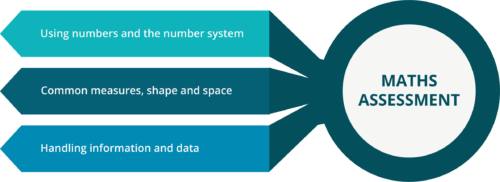 Using numbers and the number system
Common measures, shape and space
Handling information and data
MATHS
ASSESSMENT